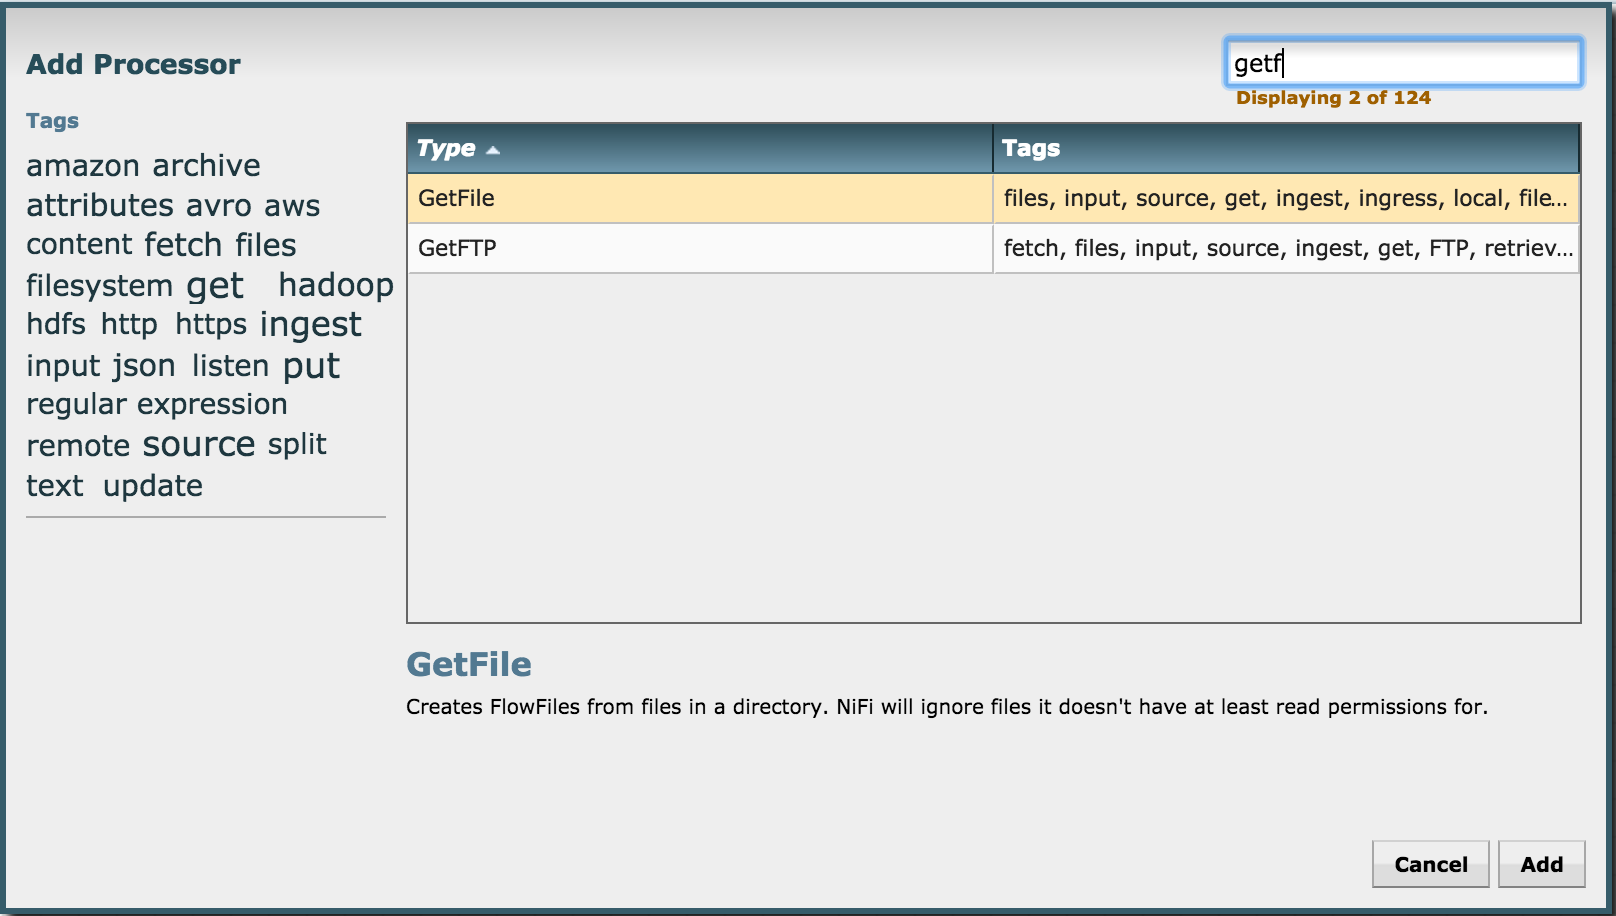 Add Processor
getf
Displaying 2 of 124
Tags
amazon archive
attributes avro aws
content fetch files
filesystem get hadoop
hdfs http https ingest
input json listen put
regular expression
remote source split
text update
Type Tags
GetFile files, input, source, get, ingest, ingress, local, file...
GetFTP fetch, files, input, source, ingest, get, FTP, retriev...
GetFile
Creates FlowFiles from files in a directory. NiFi will ignore files it doesn't have at least read permissions for.
Cancel Add